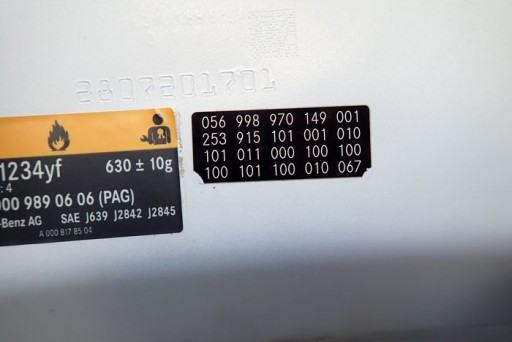 2807201701
1234yf 630 ± 10g
: 4
000 989 06 06 (PAG)
-Benz AG SAE J639 J2842 J2845
A 000 817 85 04
056 998 970 149 001
253 915 101 001 010
101 011 000 100 100
100 101 100 010 067